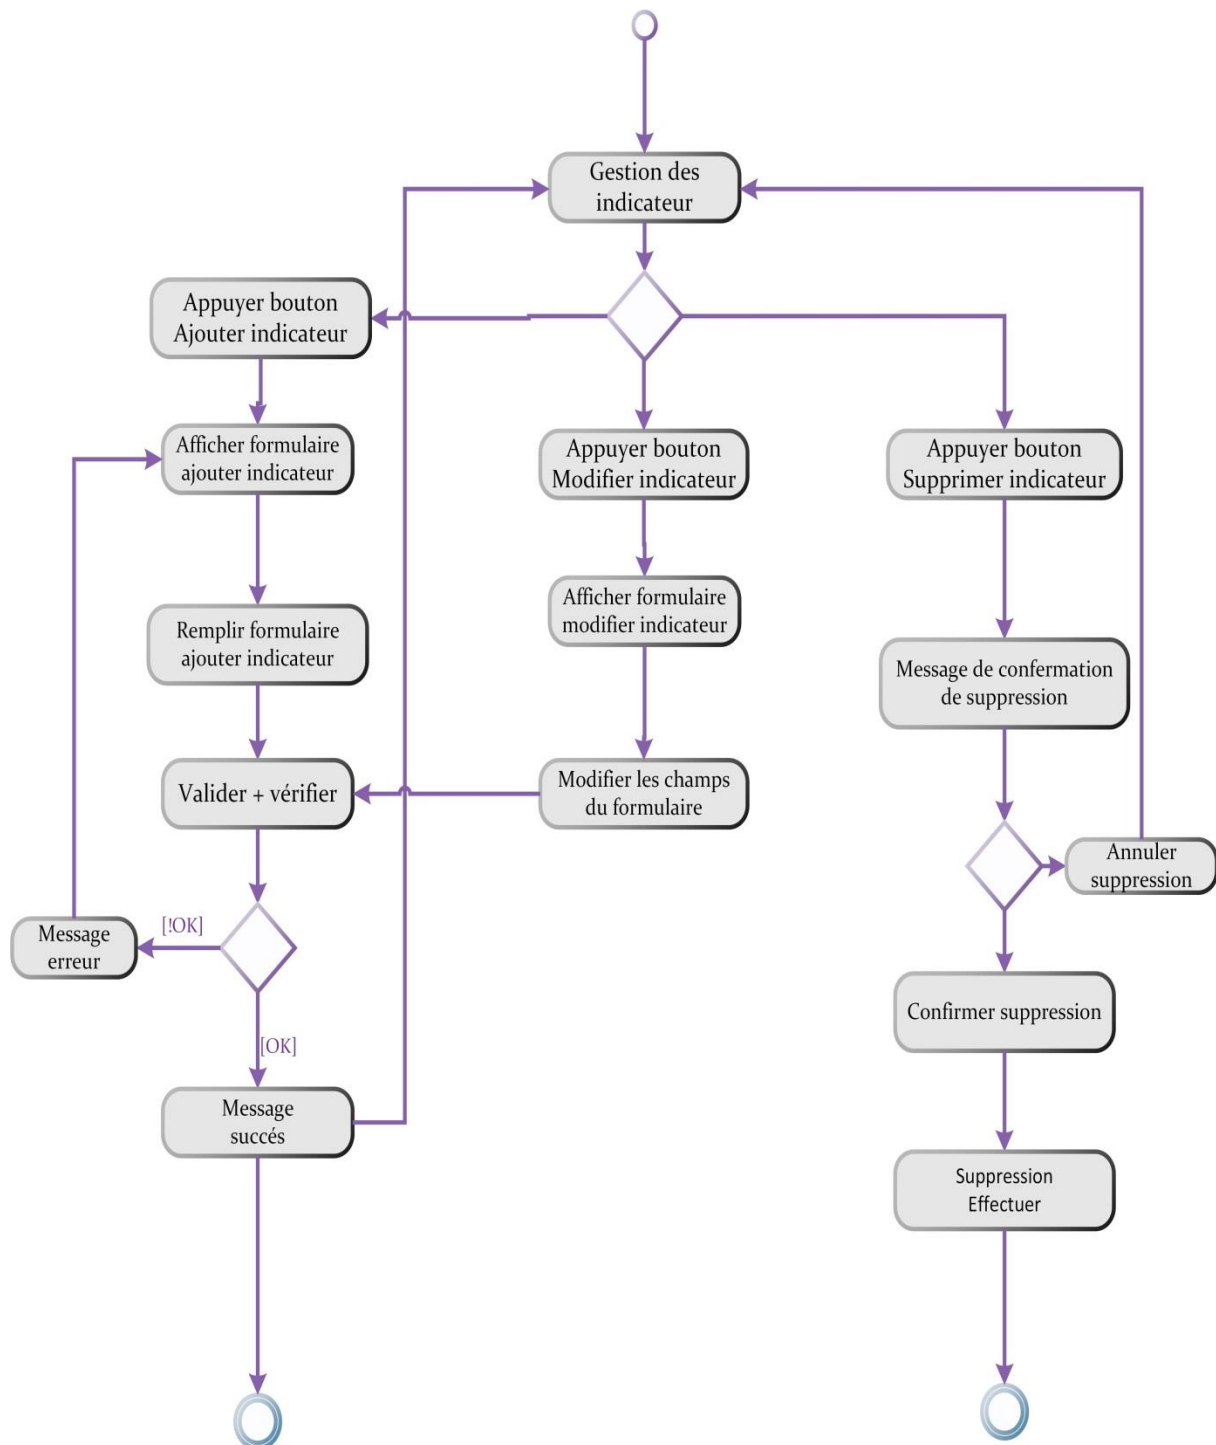 Gestion des
indicateur
Appuyer bouton
Ajouter indicateur
Afficher formulaire
ajouter indicateur
Appuyer bouton
Modifier indicateur
Appuyer bouton
Supprimer indicateur
Afficher formulaire
modifier indicateur
Remplir formulaire
ajouter indicateur
Message de confermation
de suppression
Valider + vérifier
Modifier les champs
du formulaire
Annuler
suppression
[!OK]
Message
erreur
Confirmer suppression
[OK]
Message
succés
Suppression
Effectuer